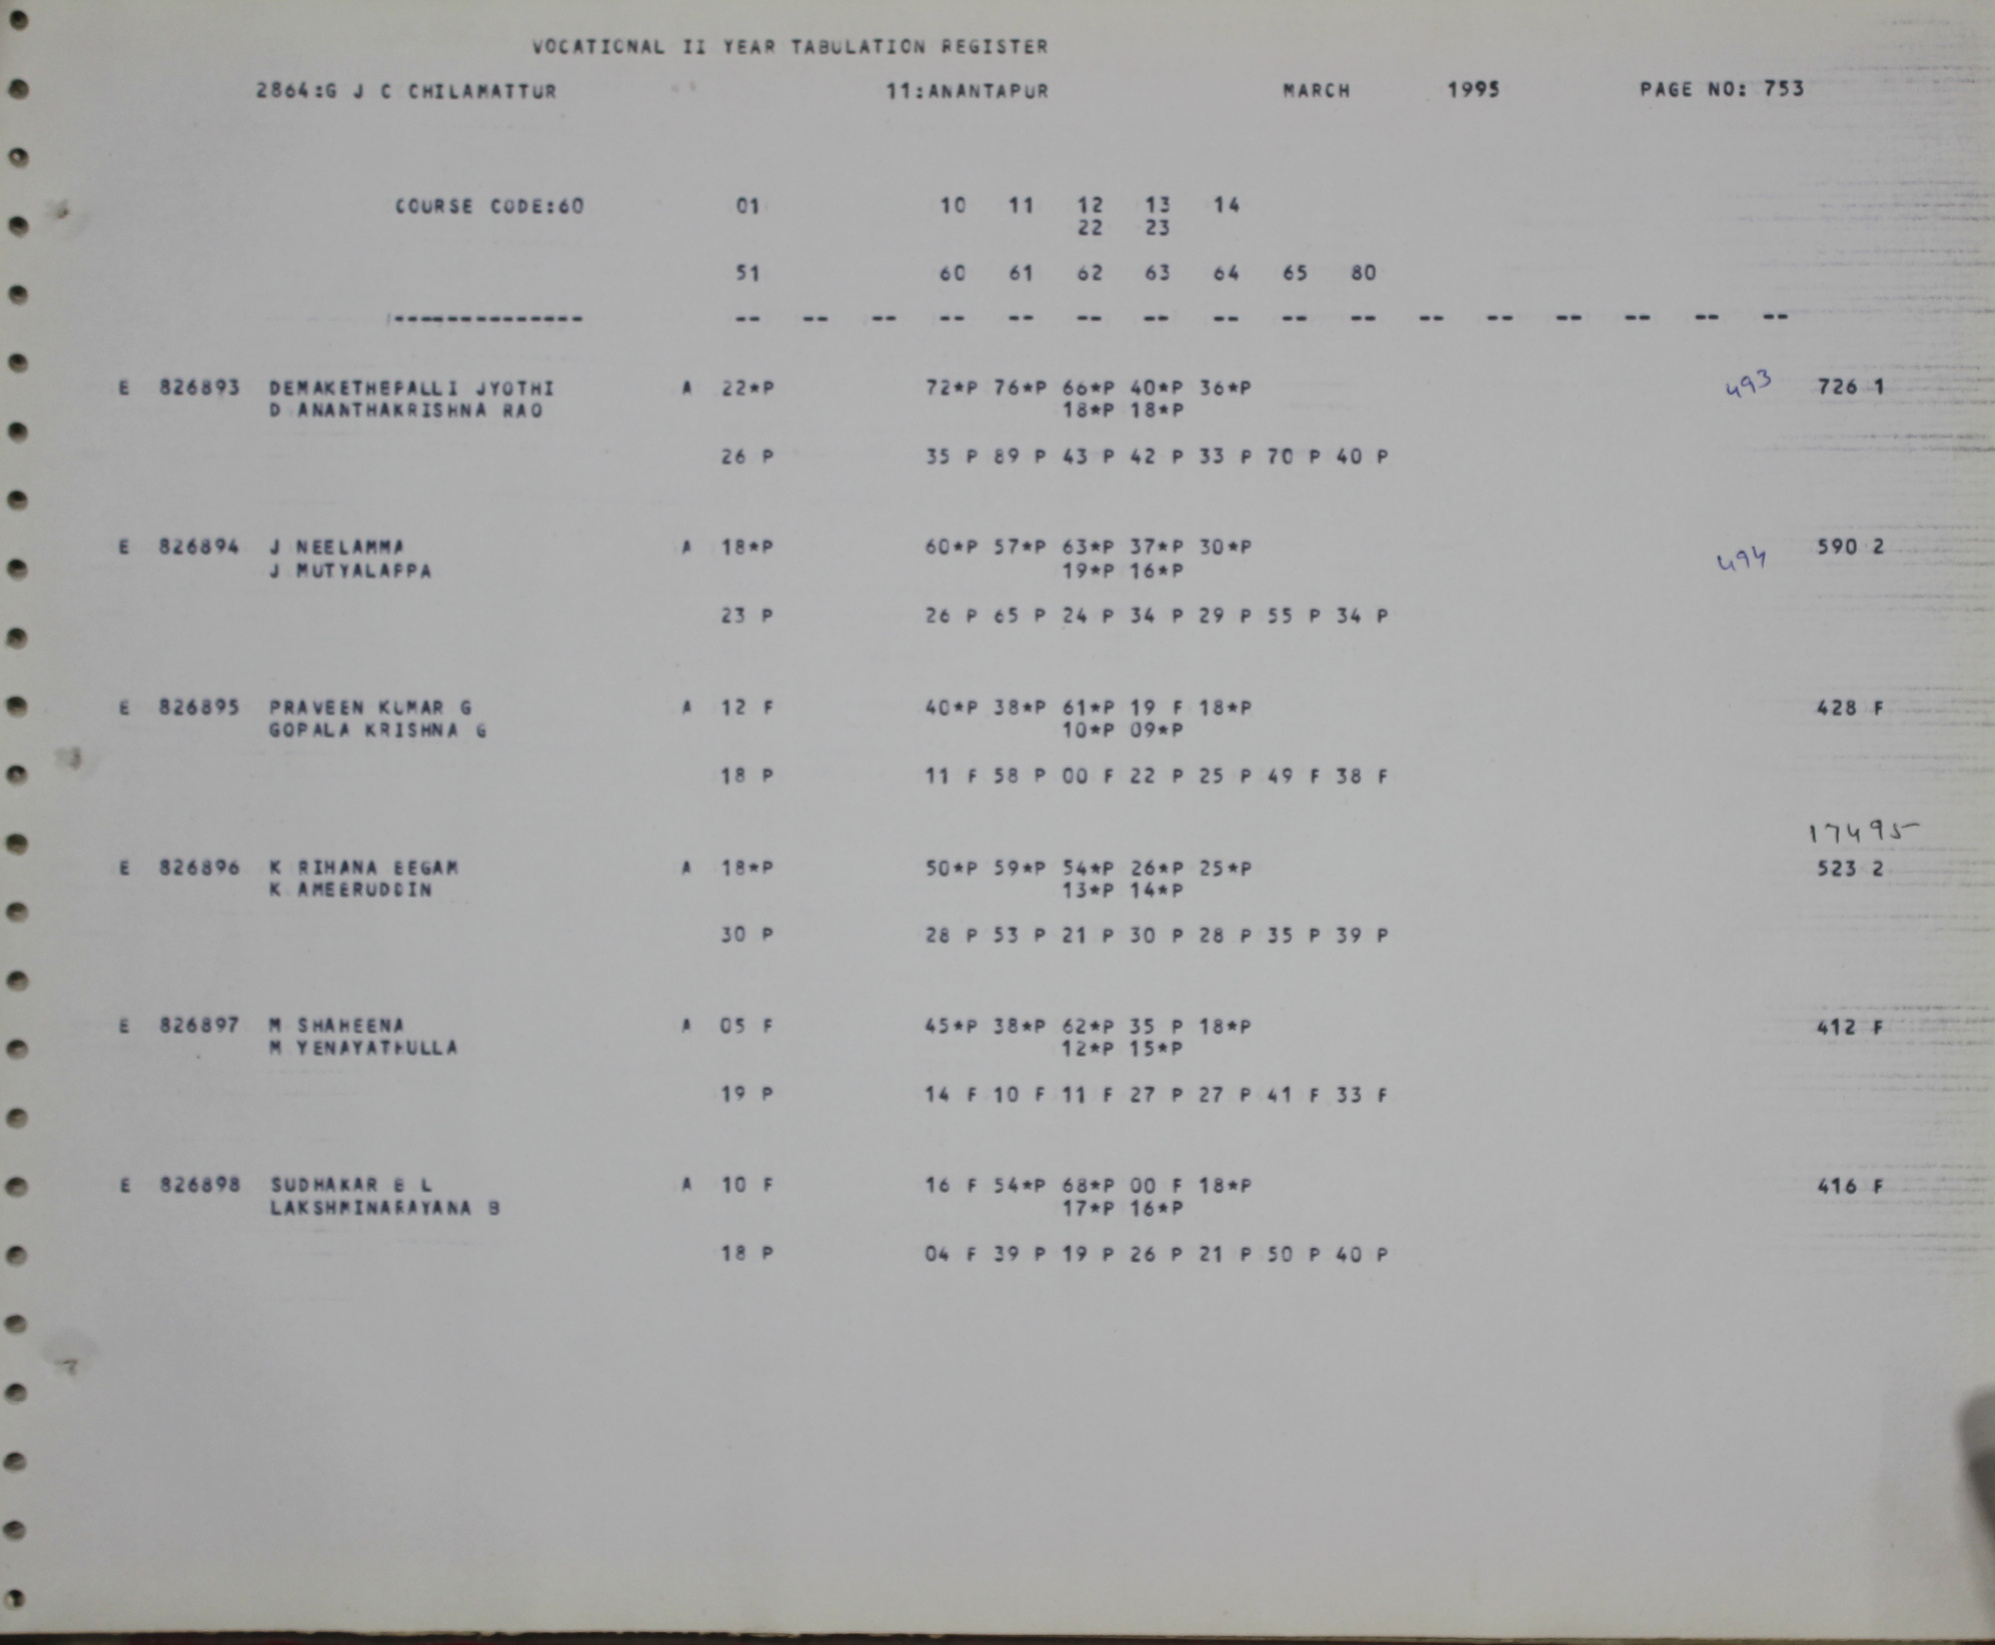 VOCATIONAL II YEAR TABULATION REGISTER
2864:G J C CHILAMATTUR 11:ANANTAPUR MARCH 1995 PAGE NO: 753
COURSE CODE:60 01 10 11 12 13 14
22 23
51 60 61 62 63 64 65 80
-------------- -- -- -- -- -- -- -- -- -- -- -- -- -- -- -- --
E 826893 DEMAKETHEPALLI JYOTHI A 22*P 72*P 76*P 66*P 40*P 36*P 493 726 1
D ANANTHAKRISHNA RAO 18*P 18*P
26 P 35 P 89 P 43 P 42 P 33 P 70 P 40 P
E 826894 J NEELAMMA A 18*P 60*P 57*P 63*P 37*P 30*P 494 590 2
J MUTYALAPPA 19*P 16*P
23 P 26 P 65 P 24 P 34 P 29 P 55 P 34 P
E 826895 PRAVEEN KUMAR G A 12 F 40*P 38*P 61*P 19 F 18*P 428 F
GOPALA KRISHNA G 10*P 09*P
18 P 11 F 58 P 00 F 22 P 25 P 49 F 38 F
17495
E 826896 K RIHANA BEGAM A 18*P 50*P 59*P 54*P 26*P 25*P 523 2
K AMEERUDDIN 13*P 14*P
30 P 28 P 53 P 21 P 30 P 28 P 35 P 39 P
E 826897 M SHAHEENA A 05 F 45*P 38*P 62*P 35 P 18*P 412 F
M YENAYATHULLA 12*P 15*P
19 P 14 F 10 F 11 F 27 P 27 P 41 F 33 F
E 826898 SUDHAKAR B L A 10 F 16 F 54*P 68*P 00 F 18*P 416 F
LAKSHMINARAYANA B 17*P 16*P
18 P 04 F 39 P 19 P 26 P 21 P 50 P 40 P